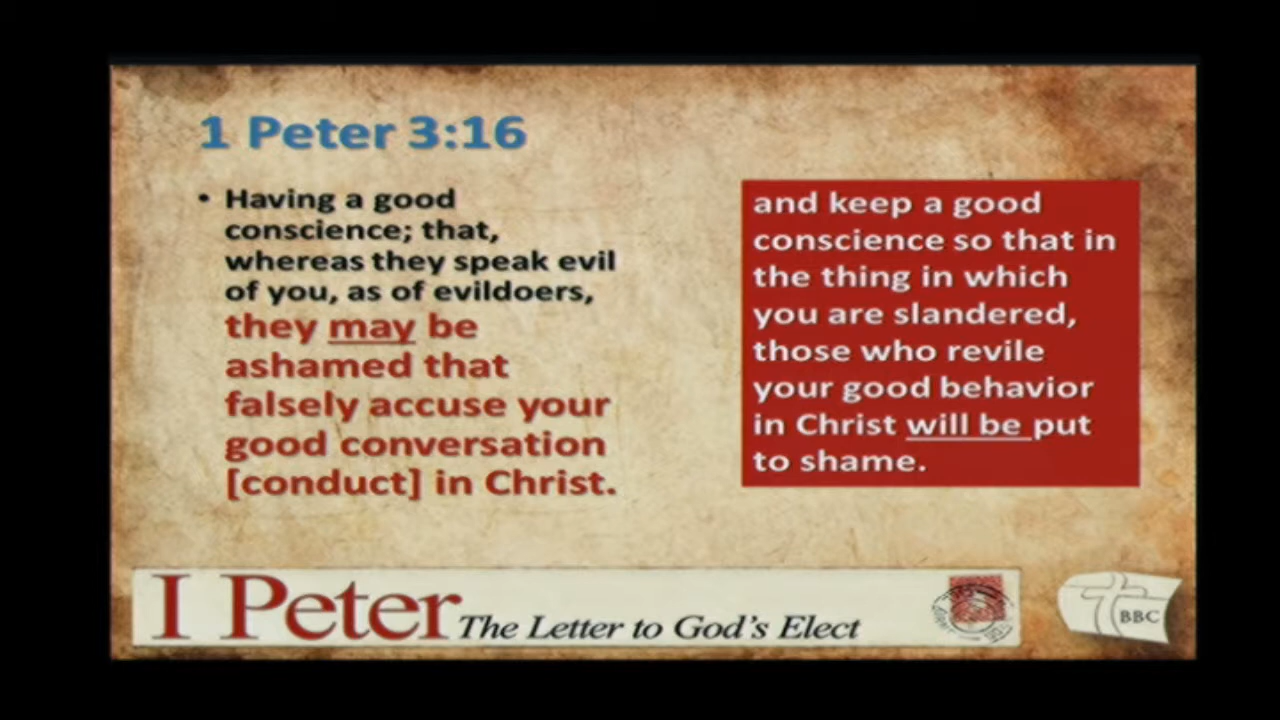 1 Peter 3:16
• Having a good
conscience; that,
whereas they speak evil
of you, as of evildoers,
they may be
ashamed that
falsely accuse your
good conversation
[conduct] in Christ.
and keep a good
conscience so that in
the thing in which
you are slandered,
those who revile
your good behavior
in Christ will be put
to shame.
I Peter The Letter to God's Elect
BBC